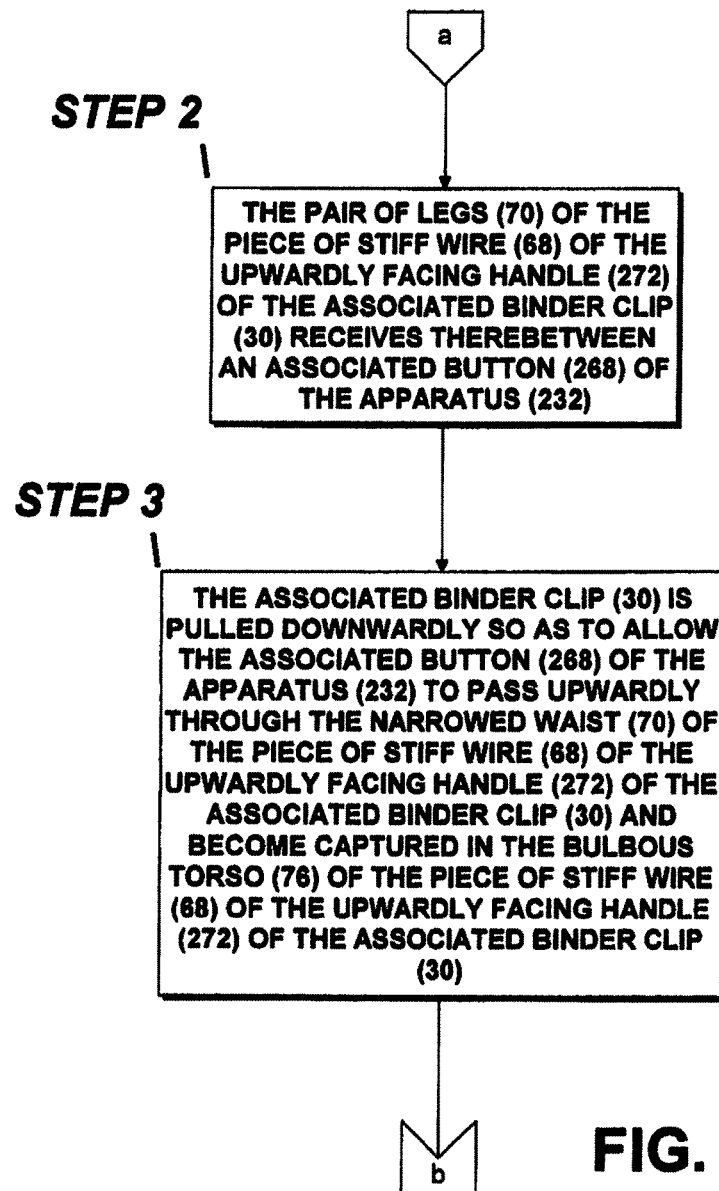 a
STEP 2
THE PAIR OF LEGS (70) OF THE
PIECE OF STIFF WIRE (68) OF THE
UPWARDLY FACING HANDLE (272)
OF THE ASSOCIATED BINDER CLIP
(30) RECEIVES THEREBETWEEN
AN ASSOCIATED BUTTON (268) OF
THE APPARATUS (232)
STEP 3
THE ASSOCIATED BINDER CLIP (30) IS
PULLED DOWNWARDLY SO AS TO ALLOW
THE ASSOCIATED BUTTON (268) OF THE
APPARATUS (232) TO PASS UPWARDLY
THROUGH THE NARROWED WAIST (70) OF
THE PIECE OF STIFF WIRE (68) OF THE
UPWARDLY FACING HANDLE (272) OF THE
ASSOCIATED BINDER CLIP (30) AND
BECOME CAPTURED IN THE BULBOUS
TORSO (76) OF THE PIECE OF STIFF WIRE
(68) OF THE UPWARDLY FACING HANDLE
(272) OF THE ASSOCIATED BINDER CLIP
(30)
b
FIG.